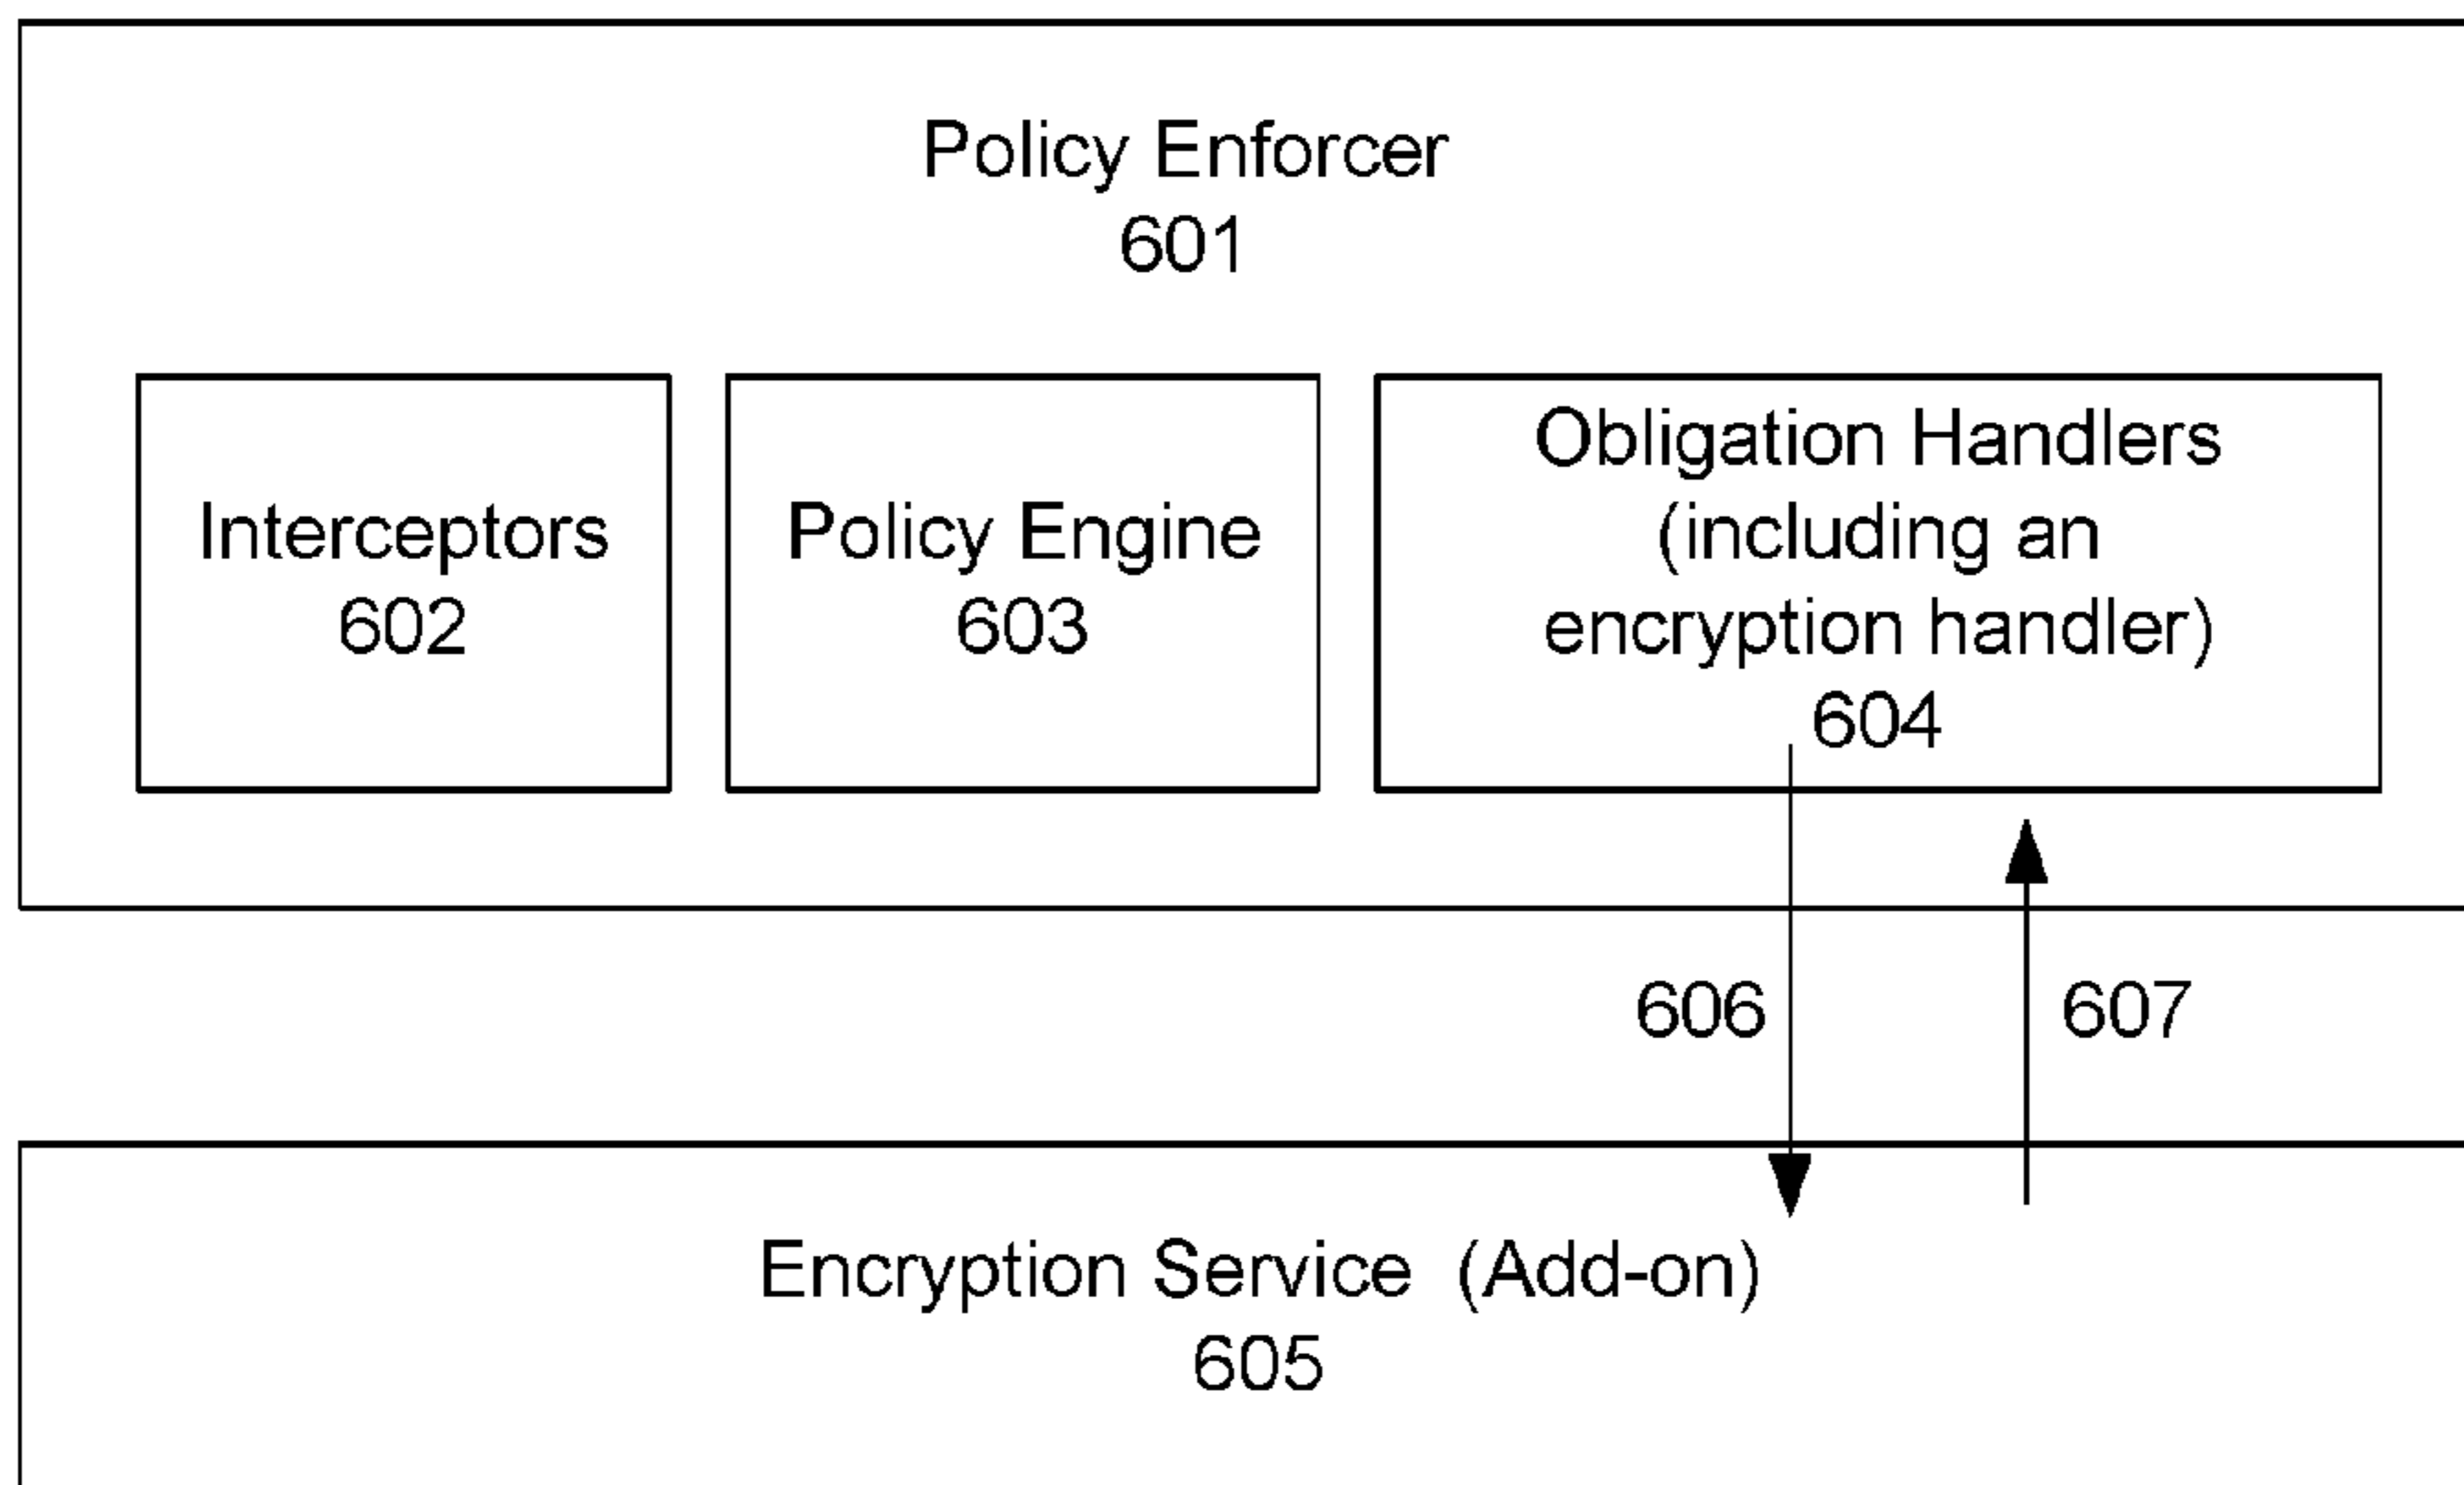 Policy Enforcer
601
Interceptors
602
Policy Engine
603
Obligation Handlers
(including an
encryption handler)
604
606
607
Encryption Service (Add-on)
605